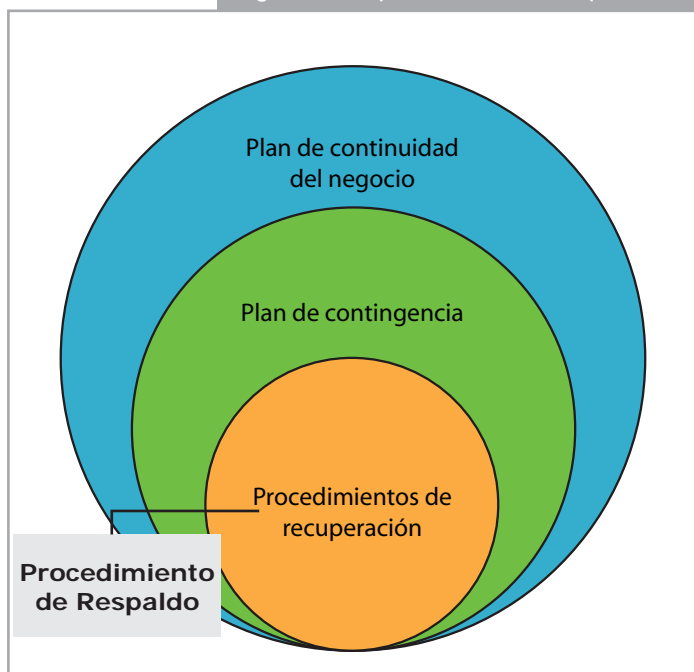 Plan de continuidad
del negocio
Plan de contingencia
Procedimientos de
recuperación
Procedimiento
de Respaldo